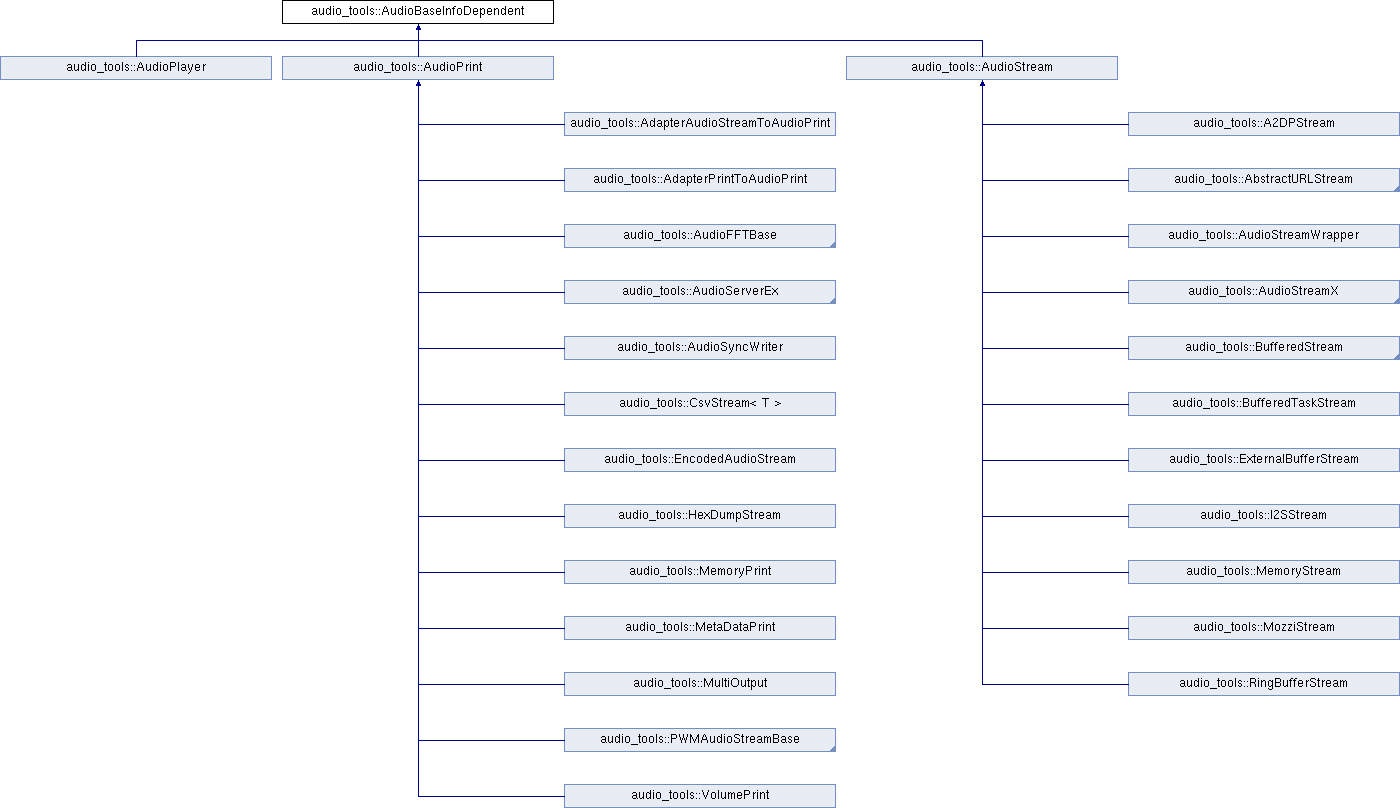 audio_tools::AudioBaseInfoDependent
audio_tools::AudioPlayer
audio_tools::AudioPrint
audio_tools::AudioStream
audio_tools::AdapterAudioStreamToAudioPrint
audio_tools::A2DPStream
audio_tools::AdapterPrintToAudioPrint
audio_tools::AbstractURLStream
audio_tools::AudioFFTBase
audio_tools::AudioStreamWrapper
audio_tools::AudioServerEx
audio_tools::AudioStreamX
audio_tools::AudioSyncWriter
audio_tools::BufferedStream
audio_tools::CsvStream< T >
audio_tools::BufferedTaskStream
audio_tools::EncodedAudioStream
audio_tools::ExternalBufferStream
audio_tools::HexDumpStream
audio_tools::I2SStream
audio_tools::MemoryPrint
audio_tools::MemoryStream
audio_tools::MetaDataPrint
audio_tools::MozziStream
audio_tools::MultiOutput
audio_tools::RingBufferStream
audio_tools::PWMAudioStreamBase
audio_tools::VolumePrint